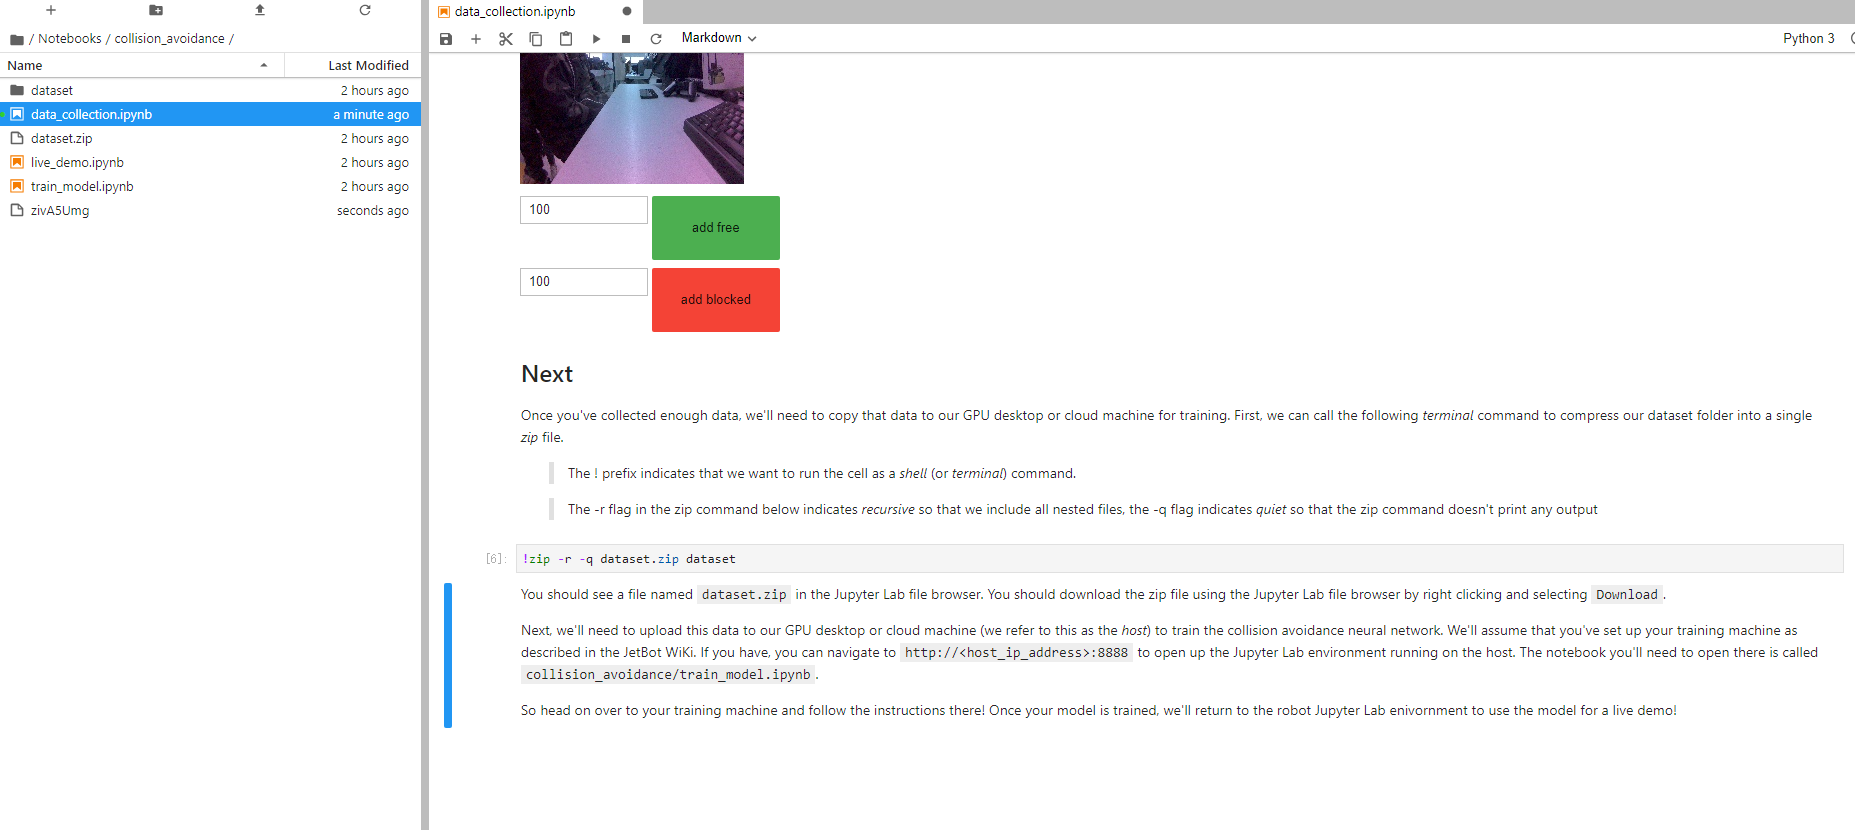 / Notebooks / collision_avoidance /
Name Last Modified
dataset 2 hours ago
data_collection.ipynb a minute ago
dataset.zip 2 hours ago
live_demo.ipynb 2 hours ago
train_model.ipynb 2 hours ago
zivA5Umg seconds ago
data_collection.ipynb
Markdown
Python 3
100
add free
100
add blocked
Next
Once you've collected enough data, we'll need to copy that data to our GPU desktop or cloud machine for training. First, we can call the following terminal command to compress our dataset folder into a single
zip file.
The ! prefix indicates that we want to run the cell as a shell (or terminal) command.
The -r flag in the zip command below indicates recursive so that we include all nested files, the -q flag indicates quiet so that the zip command doesn't print any output
[6]: !zip -r -q dataset.zip dataset
You should see a file named dataset.zip in the Jupyter Lab file browser. You should download the zip file using the Jupyter Lab file browser by right clicking and selecting Download.
Next, we'll need to upload this data to our GPU desktop or cloud machine (we refer to this as the host) to train the collision avoidance neural network. We'll assume that you've set up your training machine as
described in the JetBot WiKi. If you have, you can navigate to http://<host_ip_address>:8888 to open up the Jupyter Lab environment running on the host. The notebook you'll need to open there is called
collision_avoidance/train_model.ipynb.
So head on over to your training machine and follow the instructions there! Once your model is trained, we'll return to the robot Jupyter Lab enivornment to use the model for a live demo!